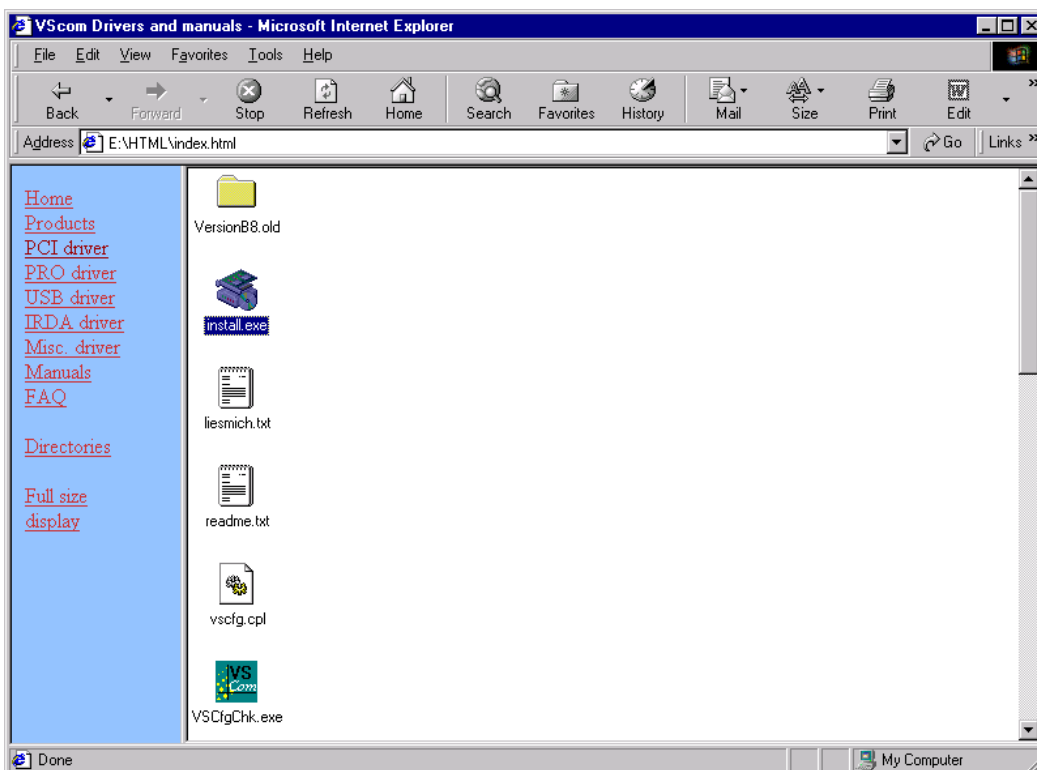 VScom Drivers and manuals - Microsoft Internet Explorer
File Edit View Favorites Tools Help
Back Forward Stop Refresh Home Search Favorites History Mail Size Print Edit »
Address E:\HTML\index.html Go Links »
Home
Products
PCI driver
PRO driver
USB driver
IRDA driver
Misc. driver
Manuals
FAQ
Directories
Full size
display
VersionB8.old
install.exe
liesmich.txt
readme.txt
vscfg.cpl
VS
Com
VSCfgChk.exe
Done My Computer